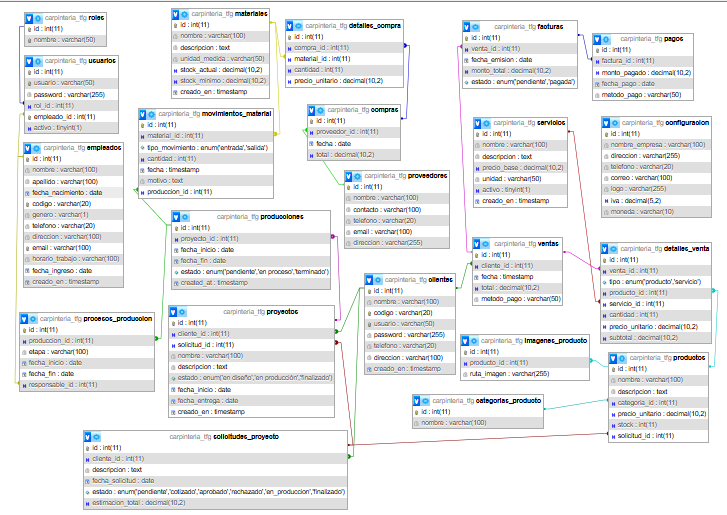 carpinteria_tfg roles
id : int(11)
nombre : varchar(50)
carpinteria_tfg usuarios
id : int(11)
usuario : varchar(50)
password : varchar(255)
rol_id : int(11)
empleado_id : int(11)
activo : tinyint(1)
carpinteria_tfg empleados
id : int(11)
nombre : varchar(100)
apellido : varchar(100)
fecha_nacimiento : date
codigo : varchar(20)
genero : varchar(1)
telefono : varchar(20)
direccion : varchar(100)
email : varchar(100)
horario_trabajo : varchar(100)
fecha_ingreso : date
creado_en : timestamp
carpinteria_tfg procesos_produccion
id : int(11)
produccion_id : int(11)
etapa : varchar(100)
fecha_inicio : date
fecha_fin : date
responsable_id : int(11)
carpinteria_tfg materiales
id : int(11)
nombre : varchar(100)
descripcion : text
unidad_medida : varchar(50)
stock_actual : decimal(10,2)
stock_minimo : decimal(10,2)
creado_en : timestamp
carpinteria_tfg movimientos_material
id : int(11)
material_id : int(11)
tipo_movimiento : enum('entrada','salida')
cantidad : int(11)
fecha : timestamp
motivo : text
produccion_id : int(11)
carpinteria_tfg producciones
id : int(11)
proyecto_id : int(11)
fecha_inicio : date
fecha_fin : date
estado : enum('pendiente','en proceso','terminado')
created_at : timestamp
carpinteria_tfg proyectos
id : int(11)
cliente_id : int(11)
solicitud_id : int(11)
nombre : varchar(100)
descripcion : text
estado : enum('en diseño','en producción','finalizado')
fecha_inicio : date
fecha_entrega : date
creado_en : timestamp
carpinteria_tfg solicitudes_proyecto
id : int(11)
cliente_id : int(11)
descripcion : text
fecha_solicitud : date
estado : enum('pendiente','cotizado','aprobado','rechazado','en_produccion','finalizado')
estimacion_total : decimal(10,2)
carpinteria_tfg detalles_compra
id : int(11)
compra_id : int(11)
material_id : int(11)
cantidad : int(11)
precio_unitario : decimal(10,2)
carpinteria_tfg compras
id : int(11)
proveedor_id : int(11)
fecha : date
total : decimal(10,2)
carpinteria_tfg proveedores
id : int(11)
nombre : varchar(100)
contacto : varchar(100)
telefono : varchar(20)
email : varchar(100)
direccion : varchar(255)
carpinteria_tfg clientes
id : int(11)
nombre : varchar(100)
codigo : varchar(20)
usuario : varchar(50)
password : varchar(255)
telefono : varchar(20)
direccion : varchar(100)
creado_en : timestamp
carpinteria_tfg facturas
id : int(11)
venta_id : int(11)
fecha_emision : date
monto_total : decimal(10,2)
estado : enum('pendiente','pagada')
carpinteria_tfg pagos
id : int(11)
factura_id : int(11)
monto_pagado : decimal(10,2)
fecha_pago : date
metodo_pago : varchar(50)
carpinteria_tfg servicios
id : int(11)
nombre : varchar(100)
descripcion : text
precio_base : decimal(10,2)
unidad : varchar(50)
activo : tinyint(1)
creado_en : timestamp
carpinteria_tfg configuracion
id : int(11)
nombre_empresa : varchar(100)
direccion : varchar(255)
telefono : varchar(20)
correo : varchar(100)
logo : varchar(255)
iva : decimal(5,2)
moneda : varchar(10)
carpinteria_tfg ventas
id : int(11)
cliente_id : int(11)
fecha : timestamp
total : decimal(10,2)
metodo_pago : varchar(50)
carpinteria_tfg detalles_venta
id : int(11)
venta_id : int(11)
tipo : enum('producto','servicio')
producto_id : int(11)
servicio_id : int(11)
cantidad : int(11)
precio_unitario : decimal(10,2)
subtotal : decimal(10,2)
carpinteria_tfg imagenes_producto
id : int(11)
producto_id : int(11)
ruta_imagen : varchar(255)
carpinteria_tfg categorias_producto
id : int(11)
nombre : varchar(100)
carpinteria_tfg productos
id : int(11)
nombre : varchar(100)
descripcion : text
categoria_id : int(11)
precio_unitario : decimal(10,2)
stock : int(11)
solicitud_id : int(11)